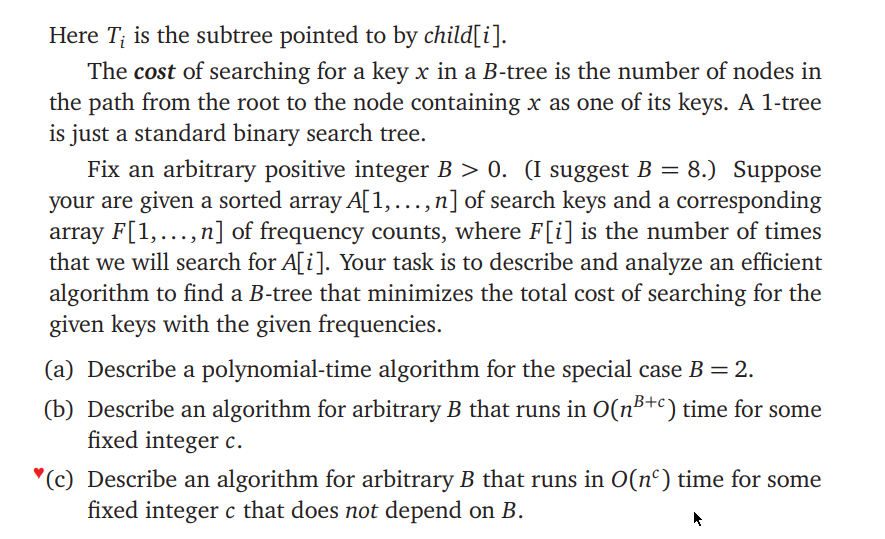 Here Tᵢ is the subtree pointed to by child[i].
The cost of searching for a key x in a B-tree is the number of nodes in
the path from the root to the node containing x as one of its keys. A 1-tree
is just a standard binary search tree.
Fix an arbitrary positive integer B > 0. (I suggest B = 8.) Suppose
your are given a sorted array A[1, . . . , n] of search keys and a corresponding
array F[1, . . . , n] of frequency counts, where F[i] is the number of times
that we will search for A[i]. Your task is to describe and analyze an efficient
algorithm to find a B-tree that minimizes the total cost of searching for the
given keys with the given frequencies.
(a) Describe a polynomial-time algorithm for the special case B = 2.
(b) Describe an algorithm for arbitrary B that runs in O(n^{B+c}) time for some
fixed integer c.
♥(c) Describe an algorithm for arbitrary B that runs in O(n^c) time for some
fixed integer c that does not depend on B.